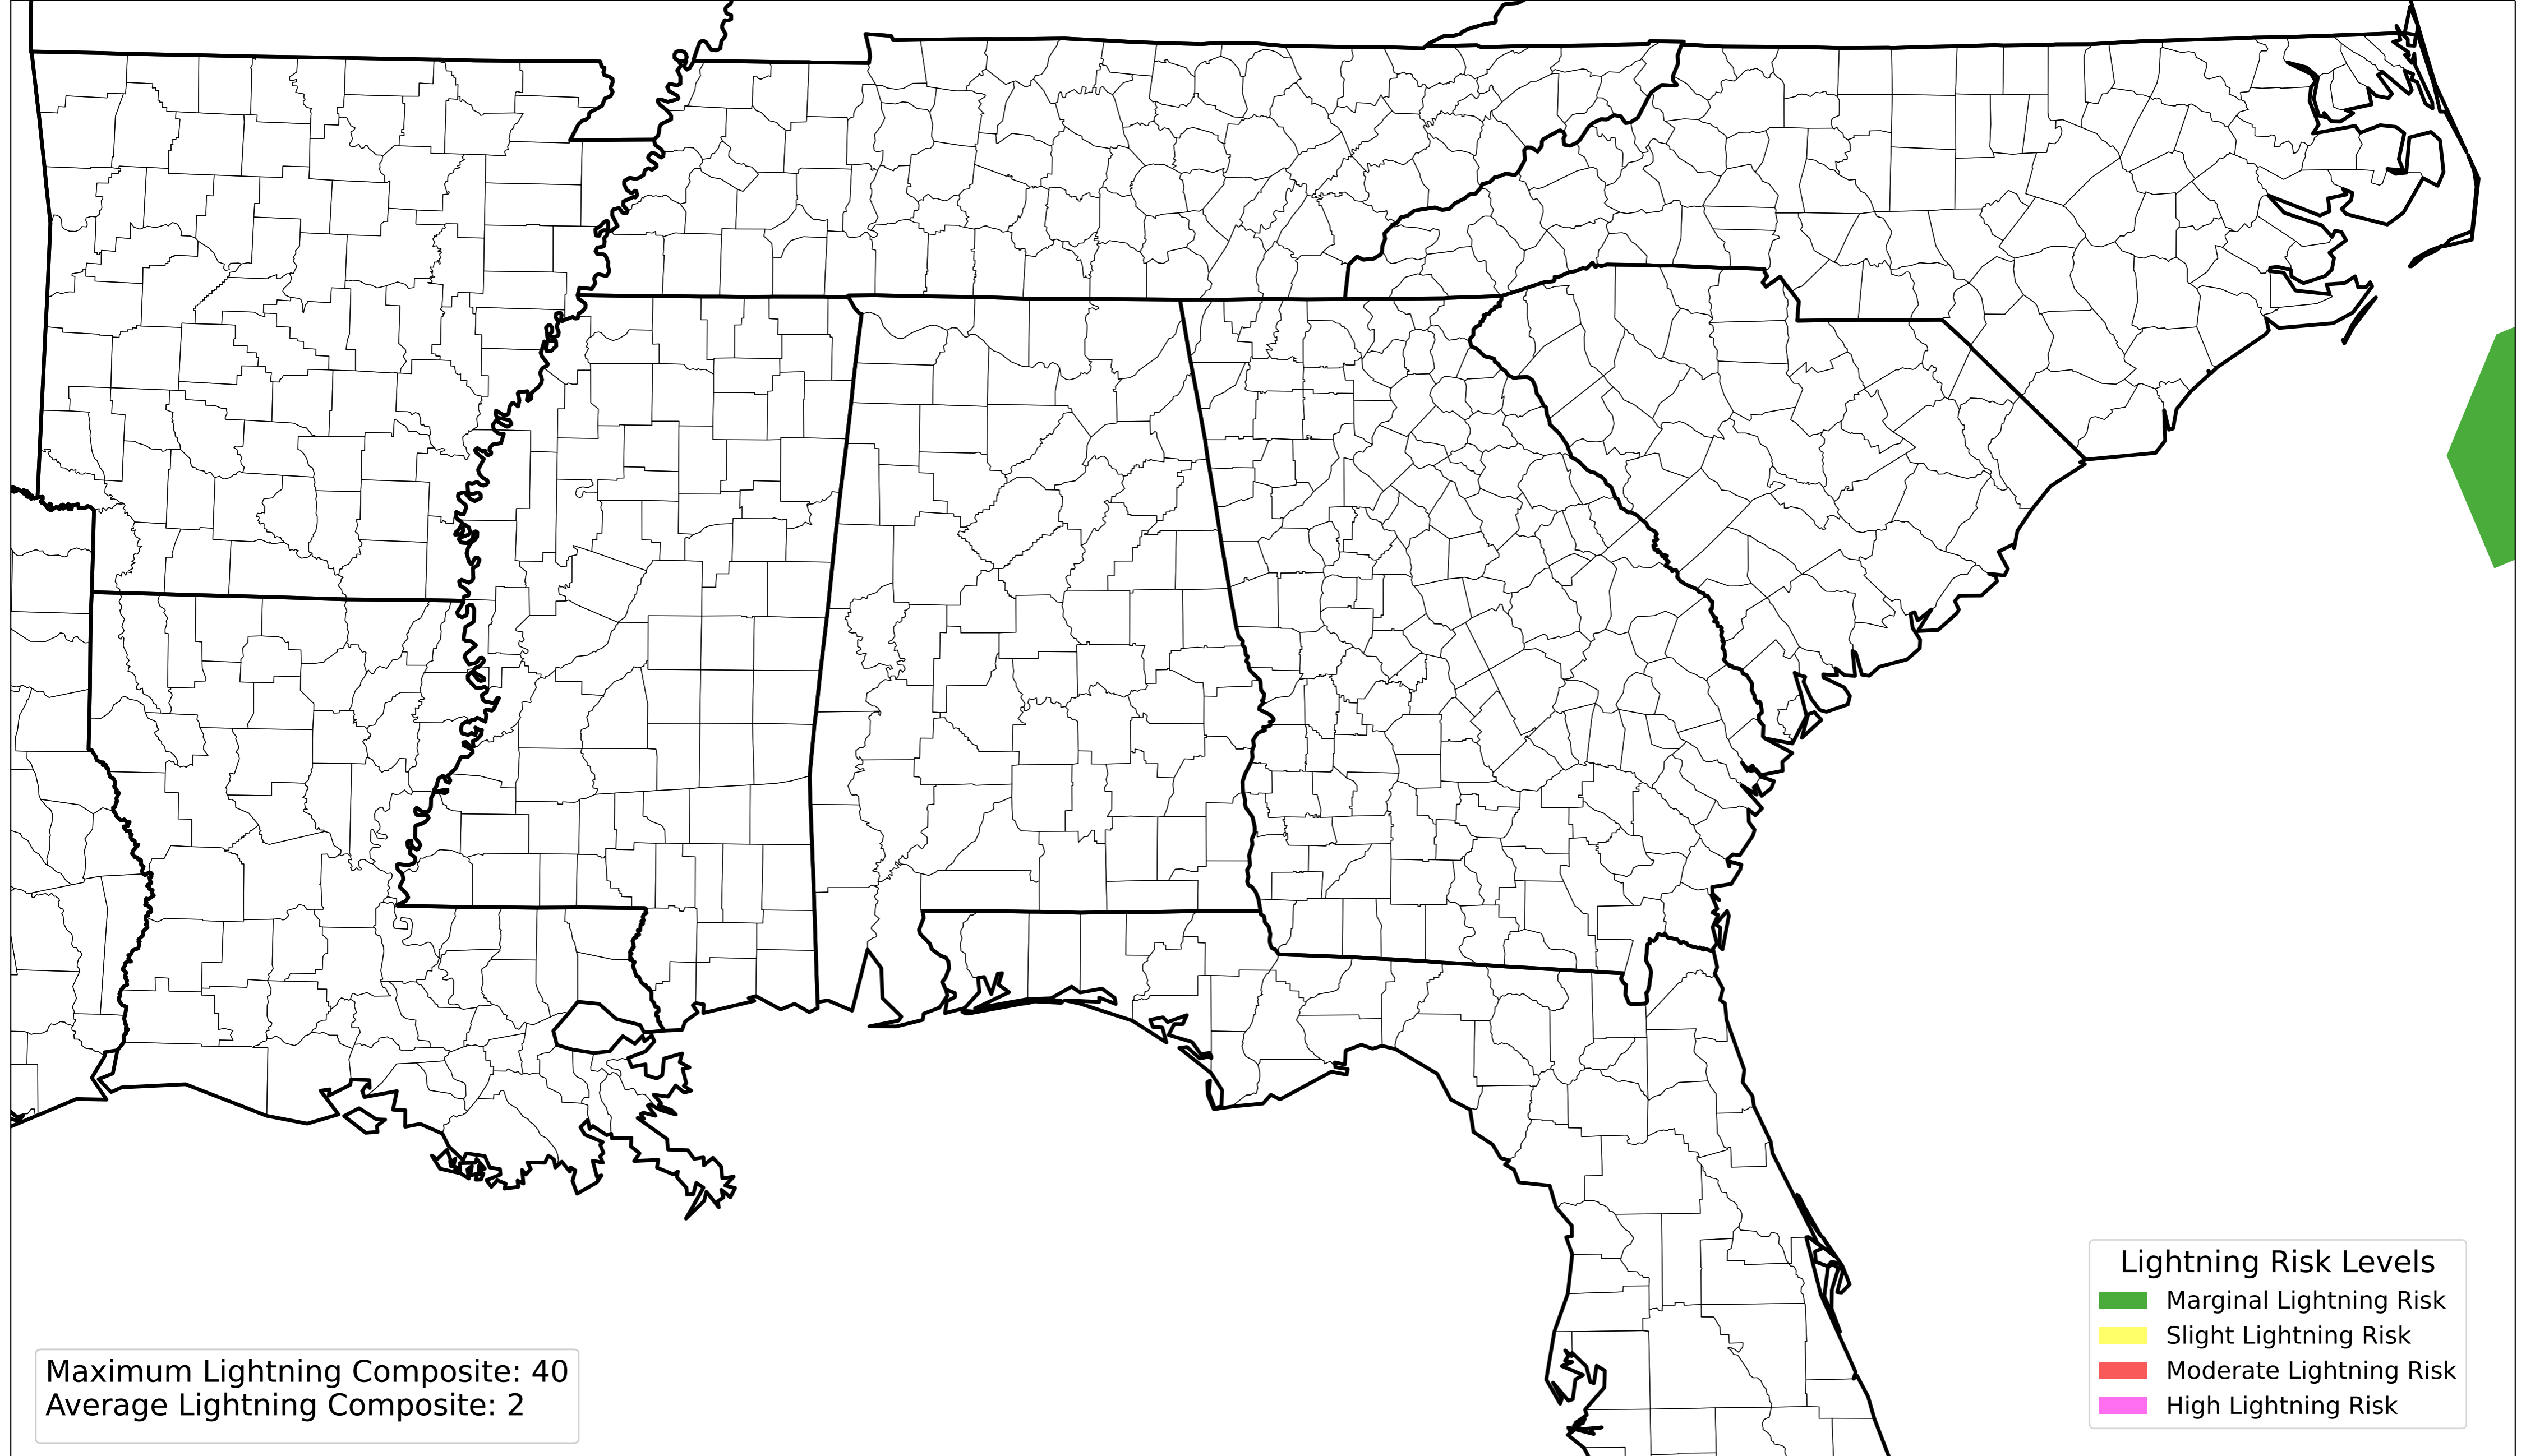 Lightning Risk Levels
Marginal Lightning Risk
Slight Lightning Risk
Moderate Lightning Risk
High Lightning Risk
Maximum Lightning Composite: 40
Average Lightning Composite: 2